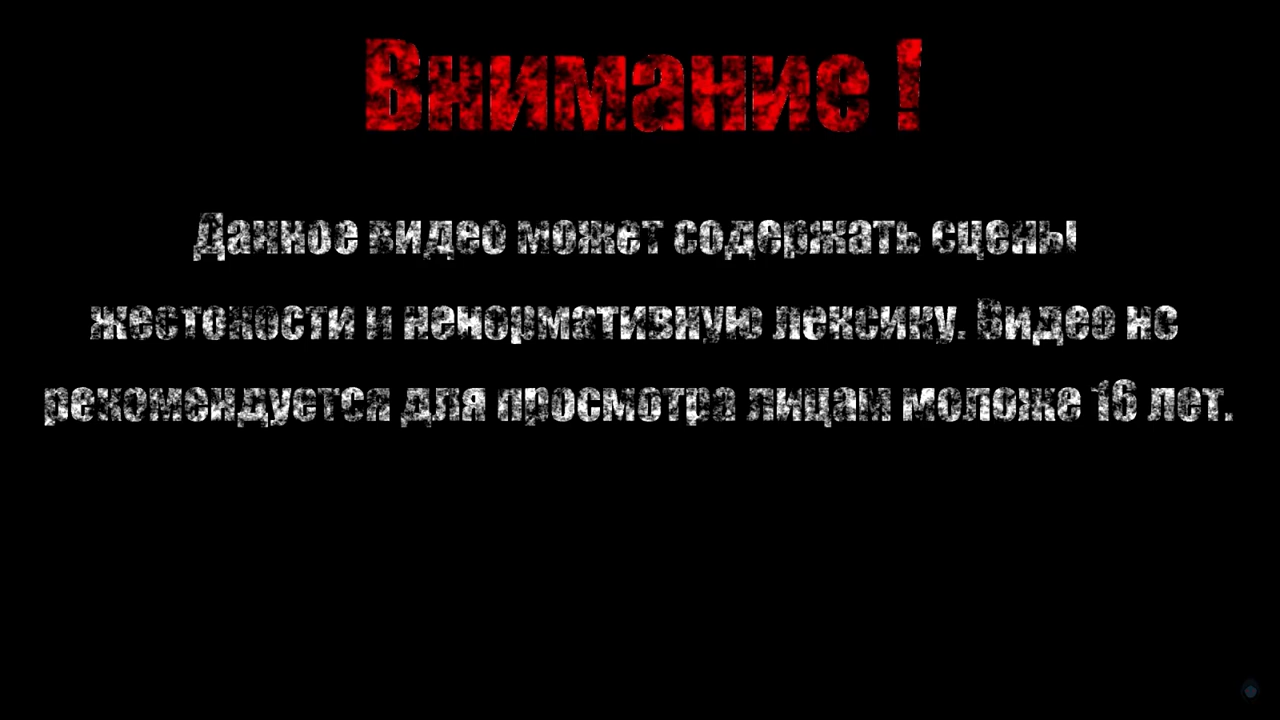 Внимание !
Данное видео может содержать сцены
жестокости и ненормативную лексику. Видео не
рекомендуется для просмотра лицам моложе 16 лет.